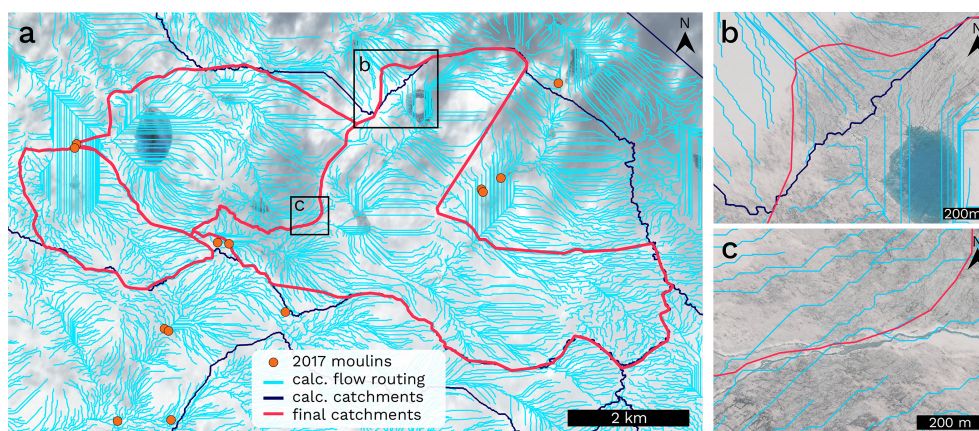 a
N
b
c
2017 moulins
calc. flow routing
calc. catchments
final catchments
2 km
b
N
200m
c
N
200 m